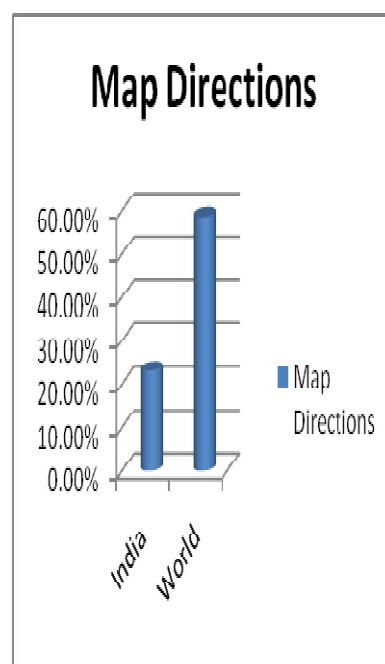 Map Directions
60.00%
50.00%
40.00%
30.00%
20.00%
10.00%
0.00%
India
World
Map
Directions